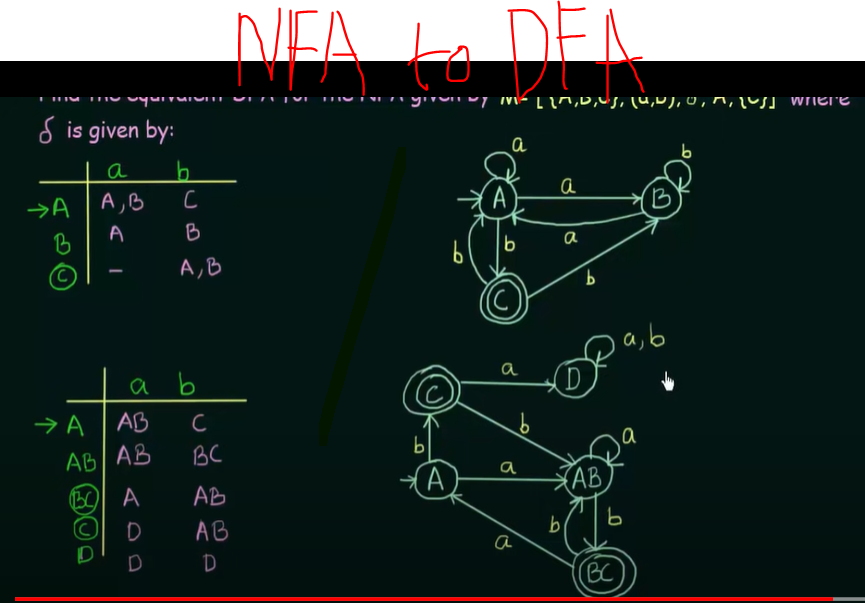 NFA to DFA
Find the equivalent DFA for the NFA given by M= [{A,B,C}, (a,b), δ, A, {C}] where
δ is given by:
a b
→A A,B C
B A B
C – A,B
a
b
A
a
B
a
b
b
b
C
a, b
C
a
D
b
b
a
A
a
AB
b
b
a
BC
a b
→A AB C
AB AB BC
BC A AB
C D AB
D D D